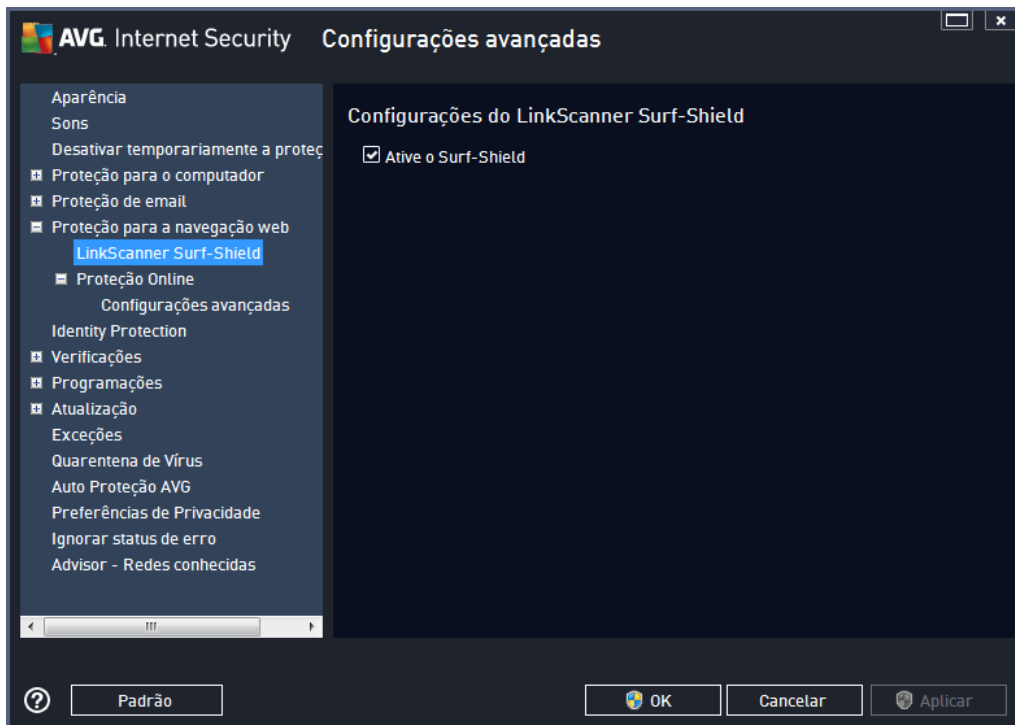 AVG. Internet Security Configurações avançadas
Aparência
Sons
Desativar temporariamente a proteç
Proteção para o computador
Proteção de email
Proteção para a navegação web
LinkScanner Surf-Shield
Proteção Online
Configurações avançadas
Identity Protection
Verificações
Programações
Atualização
Exceções
Quarentena de Vírus
Auto Proteção AVG
Preferências de Privacidade
Ignorar status de erro
Advisor - Redes conhecidas
Configurações do LinkScanner Surf-Shield
Ative o Surf-Shield
Padrão OK Cancelar Aplicar